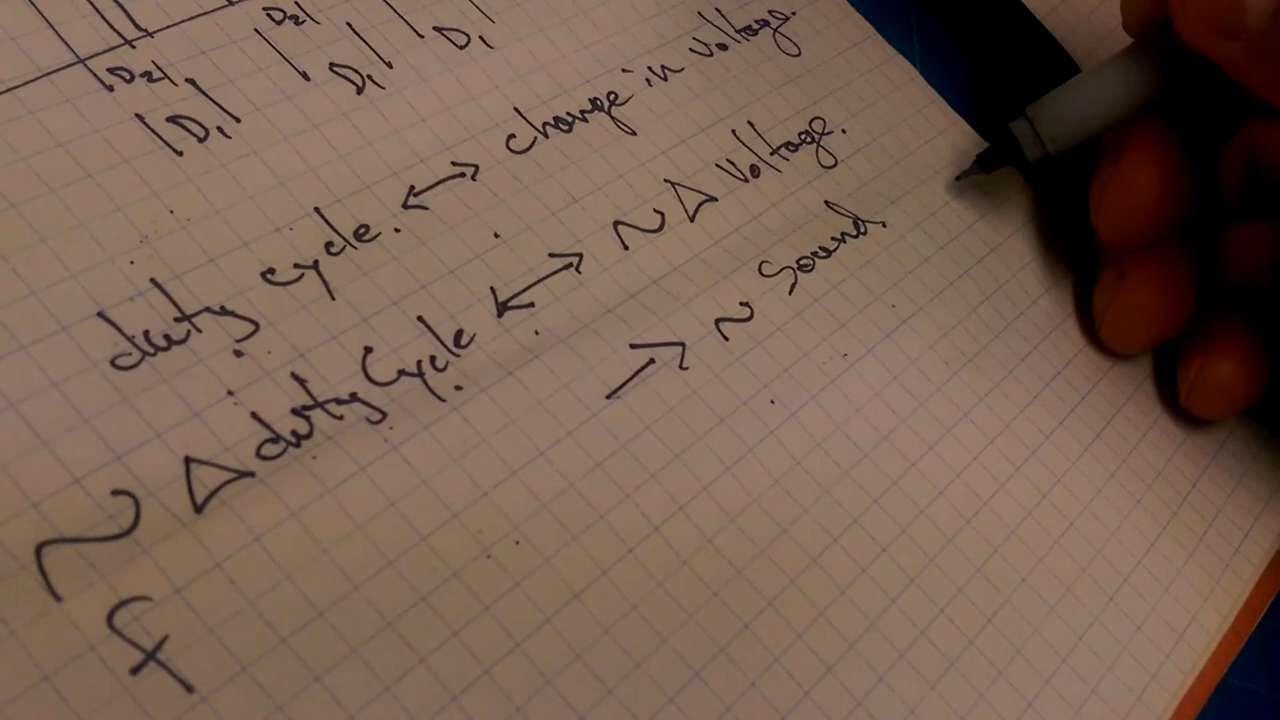 D2 D2 D1
D1 D1
duty cycle. ↔ change in voltage.
~ Δ duty Cycle ↔ ~ Δ Voltage.
f → ~ Sound.